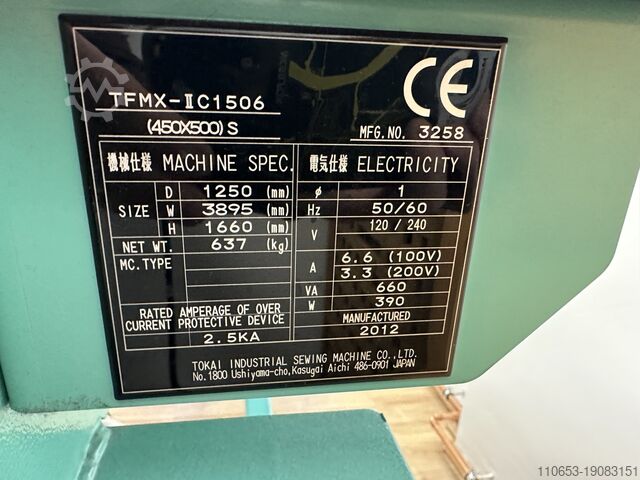 TFMX-ⅡC1506
(450X500) S
CE
MFG.NO. 3258
機械仕様 MACHINE SPEC.
電気仕様 ELECTRICITY
SIZE
D 1250 (mm)
W 3895 (mm)
H 1660 (mm)
NET WT. 637 (kg)
MC.TYPE
RATED AMPERAGE OF OVER
CURRENT PROTECTIVE DEVICE
2.5KA
φ 1
Hz 50/60
V 120 / 240
A 6.6 (100V)
3.3 (200V)
VA 660
W 390
MANUFACTURED
2012
TOKAI INDUSTRIAL SEWING MACHINE CO.,LTD.
No.1800 Ushiyama-cho,Kasugai Aichi 486-0901 JAPAN
110653-19083151